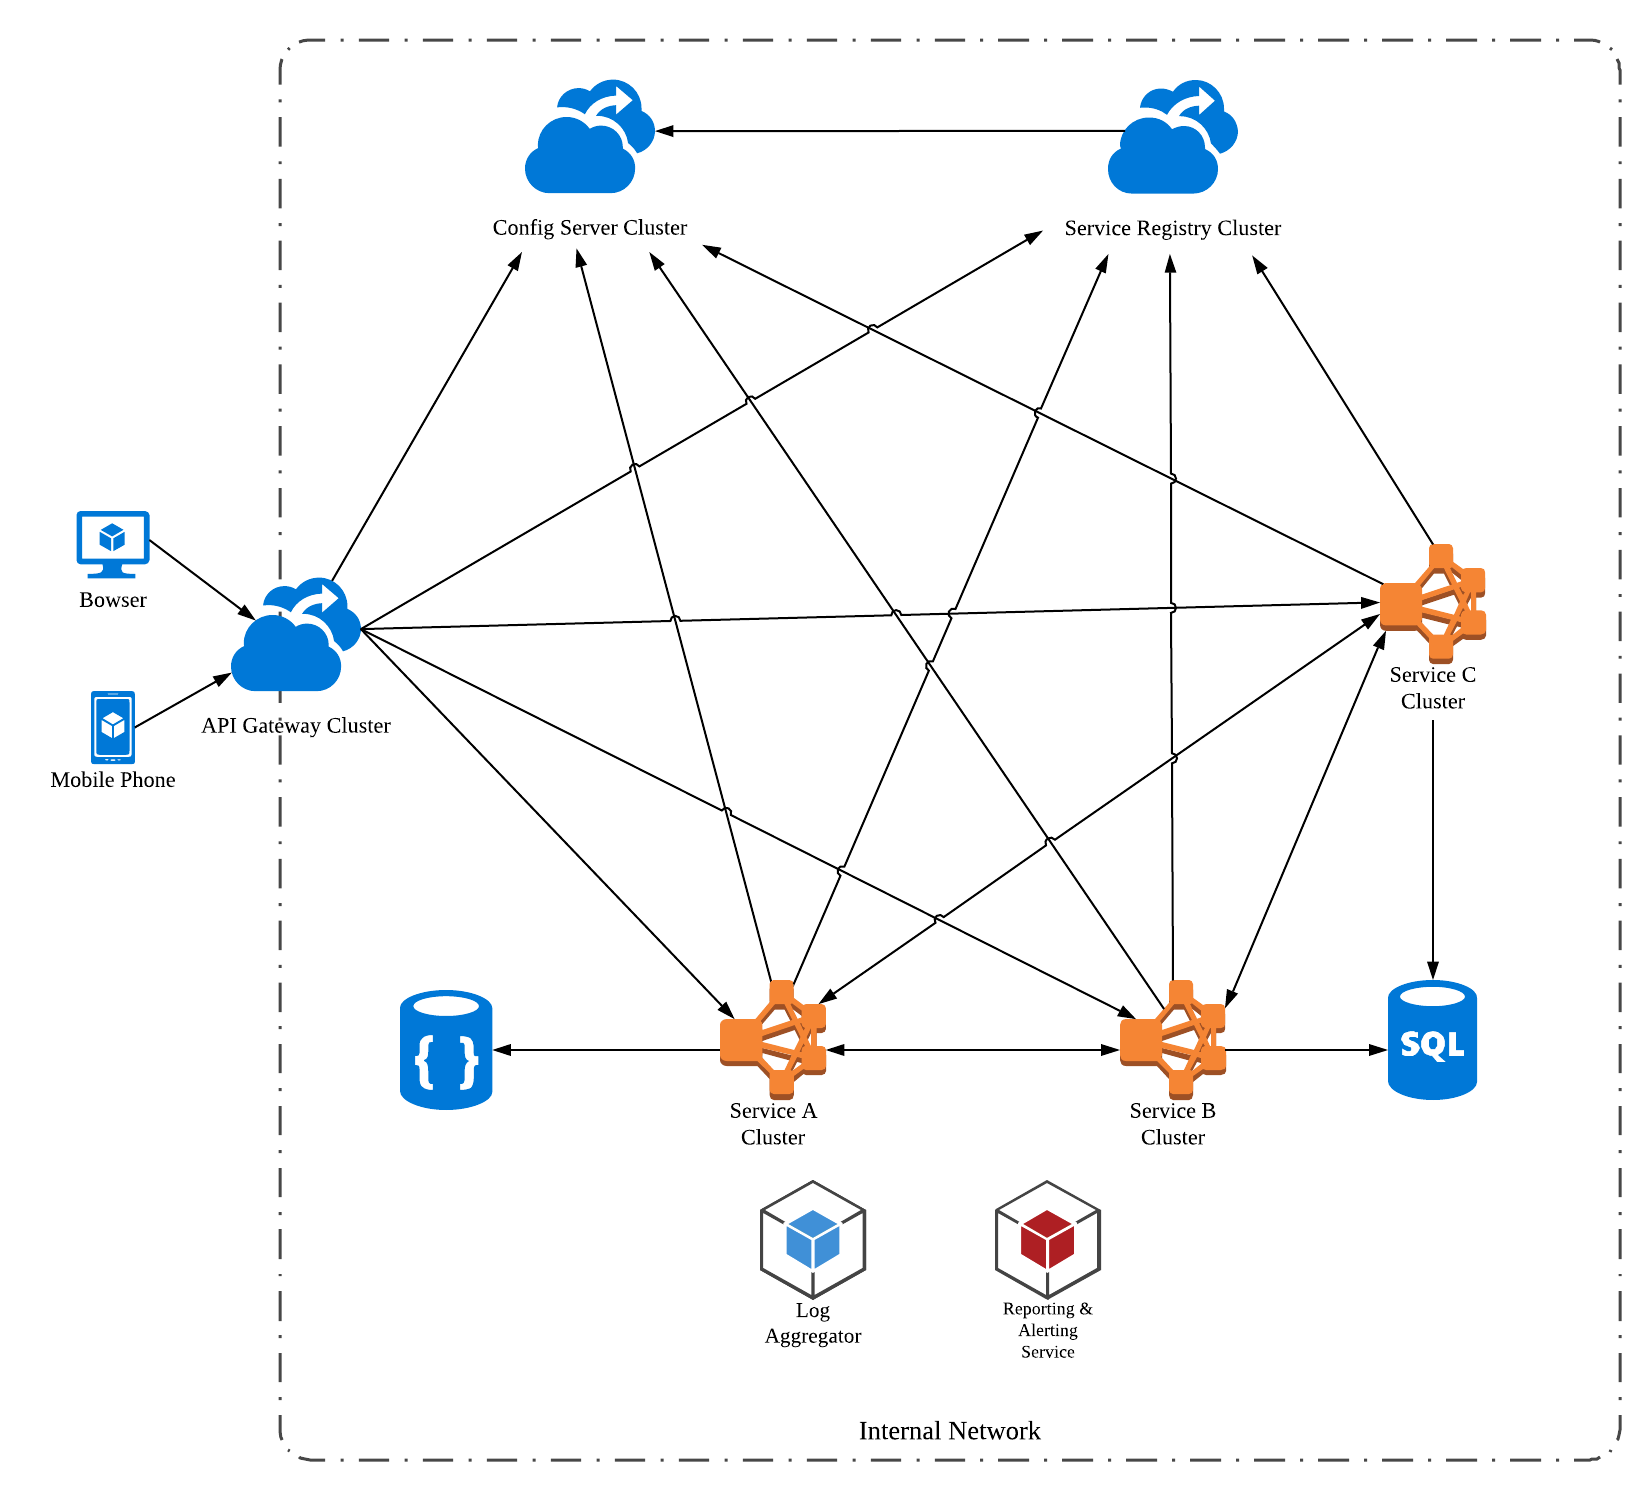 Config Server Cluster
Service Registry Cluster
Bowser
API Gateway Cluster
Mobile Phone
Service C
Cluster
{ }
SQL
Service A
Cluster
Service B
Cluster
Log
Aggregator
Reporting &
Alerting
Service
Internal Network